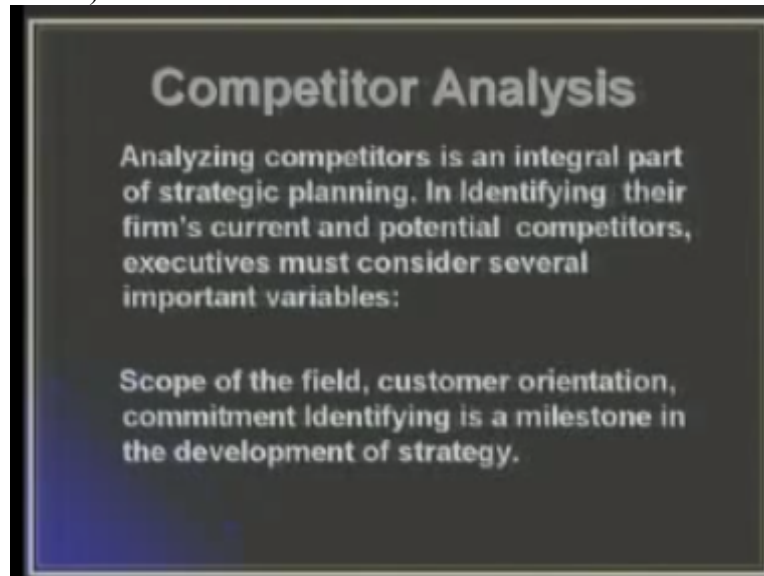 Competitor Analysis
Analyzing competitors is an integral part
of strategic planning. In Identifying their
firm's current and potential competitors,
executives must consider several
important variables:
Scope of the field, customer orientation,
commitment Identifying is a milestone in
the development of strategy.